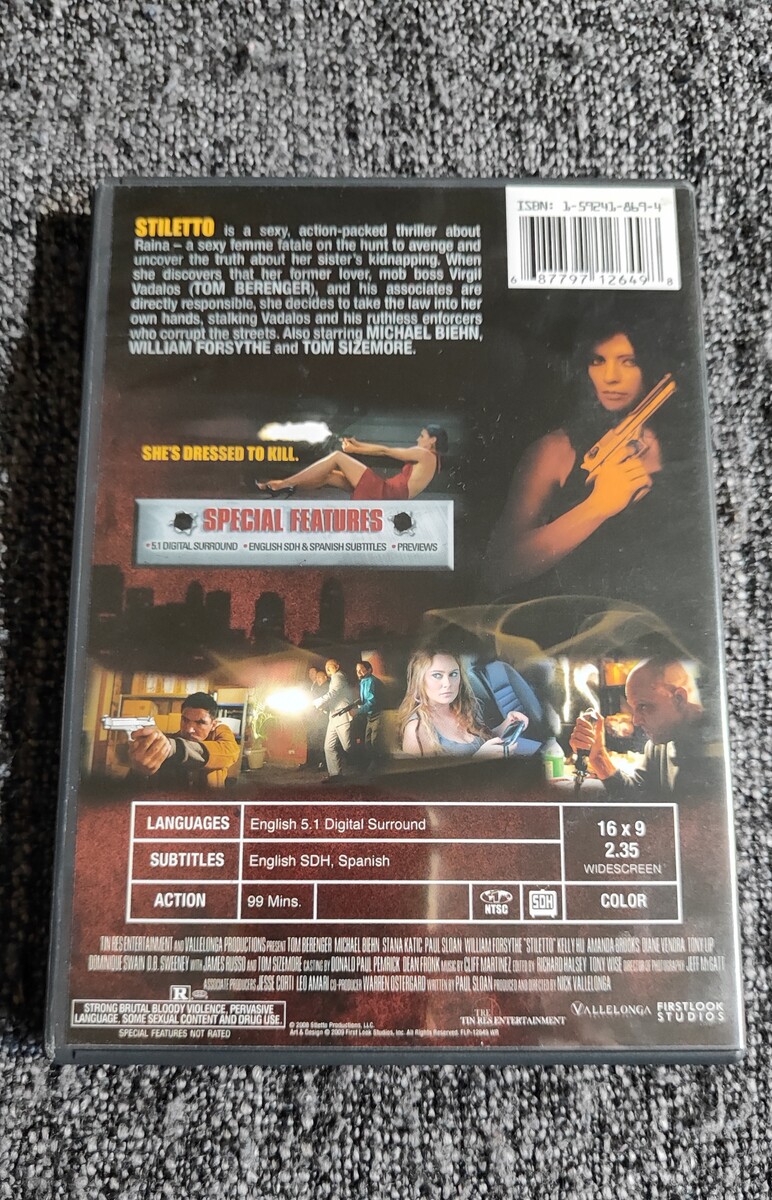 ISBN: 1-59241-869-4
6 87797 12649 8
STILETTO is a sexy, action-packed thriller about
Raina – a sexy femme fatale on the hunt to avenge and
uncover the truth about her sister's kidnapping. When
she discovers that her former lover, mob boss Virgil
Vadalos (TOM BERENGER), and his associates are
directly responsible, she decides to take the law into her
own hands, stalking Vadalos and his ruthless enforcers
who corrupt the streets. Also starring MICHAEL BIEHN,
WILLIAM FORSYTHE and TOM SIZEMORE.
SHE'S DRESSED TO KILL.
SPECIAL FEATURES
• 5.1 DIGITAL SURROUND • ENGLISH SDH & SPANISH SUBTITLES • PREVIEWS
LANGUAGES English 5.1 Digital Surround
SUBTITLES English SDH, Spanish
16 x 9
2.35
WIDESCREEN
ACTION 99 Mins. NTSC SDH COLOR
TIN RES ENTERTAINMENT AND VALLELONGA PRODUCTIONS PRESENT TOM BERENGER MICHAEL BIEHN STANA KATIC PAUL SLOAN WILLIAM FORSYTHE "STILETTO" KELLY HU AMANDA BROOKS DIANE VENORA TONY LIP
DOMINIQUE SWAIN D.B. SWEENEY WITH JAMES RUSSO AND TOM SIZEMORE CASTING BY DONALD PAUL PEMRICK DEAN FRONK MUSIC BY CLIFF MARTINEZ EDITED BY RICHARD HALSEY TONY WISE DIRECTOR OF PHOTOGRAPHY JEFF
ASSOCIATE PRODUCERS JESSE CORTI LEO AMARI CO-PRODUCER WARREN OSTERGARD WRITTEN BY PAUL SLOAN PRODUCED AND DIRECTED BY NICK VALLELONGA
R
STRONG BRUTAL BLOODY VIOLENCE, PERVASIVE
LANGUAGE, SOME SEXUAL CONTENT AND DRUG USE.
SPECIAL FEATURES NOT RATED
© 2008 Stiletto Productions, LLC.
Art & Design © 2009 First Look Studios, Inc. All Rights Reserved. FLP-12649 WR
TRE
TIN RES ENTERTAINMENT
VALLELONGA
FIRSTLOOK
STUDIOS